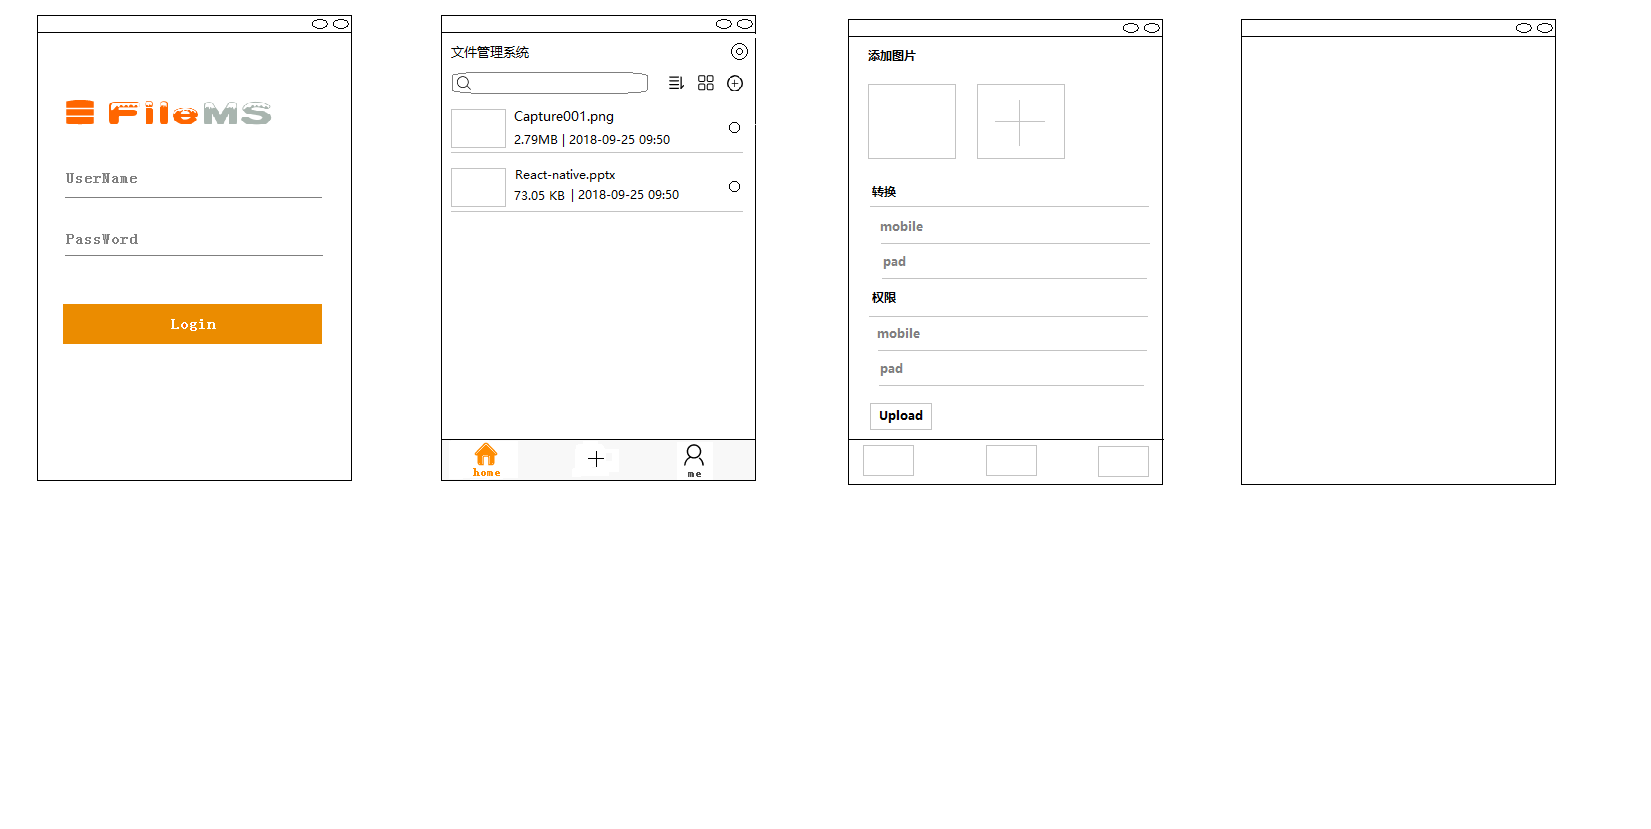 FileMS
UserName
PassWord
Login
文件管理系统
Capture001.png
2.79MB | 2018-09-25 09:50
React-native.pptx
73.05 KB | 2018-09-25 09:50
home
me
添加图片
转换
mobile
pad
权限
mobile
pad
Upload